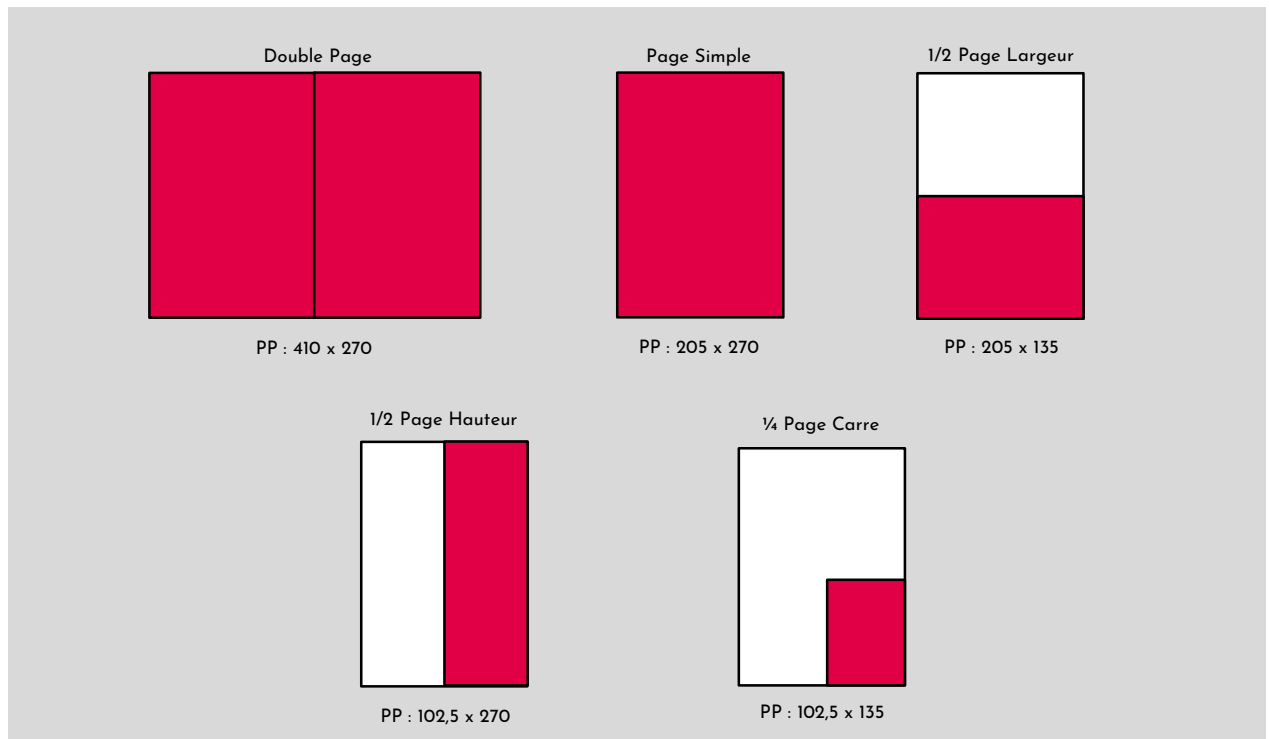 Double Page
Page Simple
1/2 Page Largeur
PP : 410 x 270
PP : 205 x 270
PP : 205 x 135
1/2 Page Hauteur
¼ Page Carre
PP : 102,5 x 270
PP : 102,5 x 135